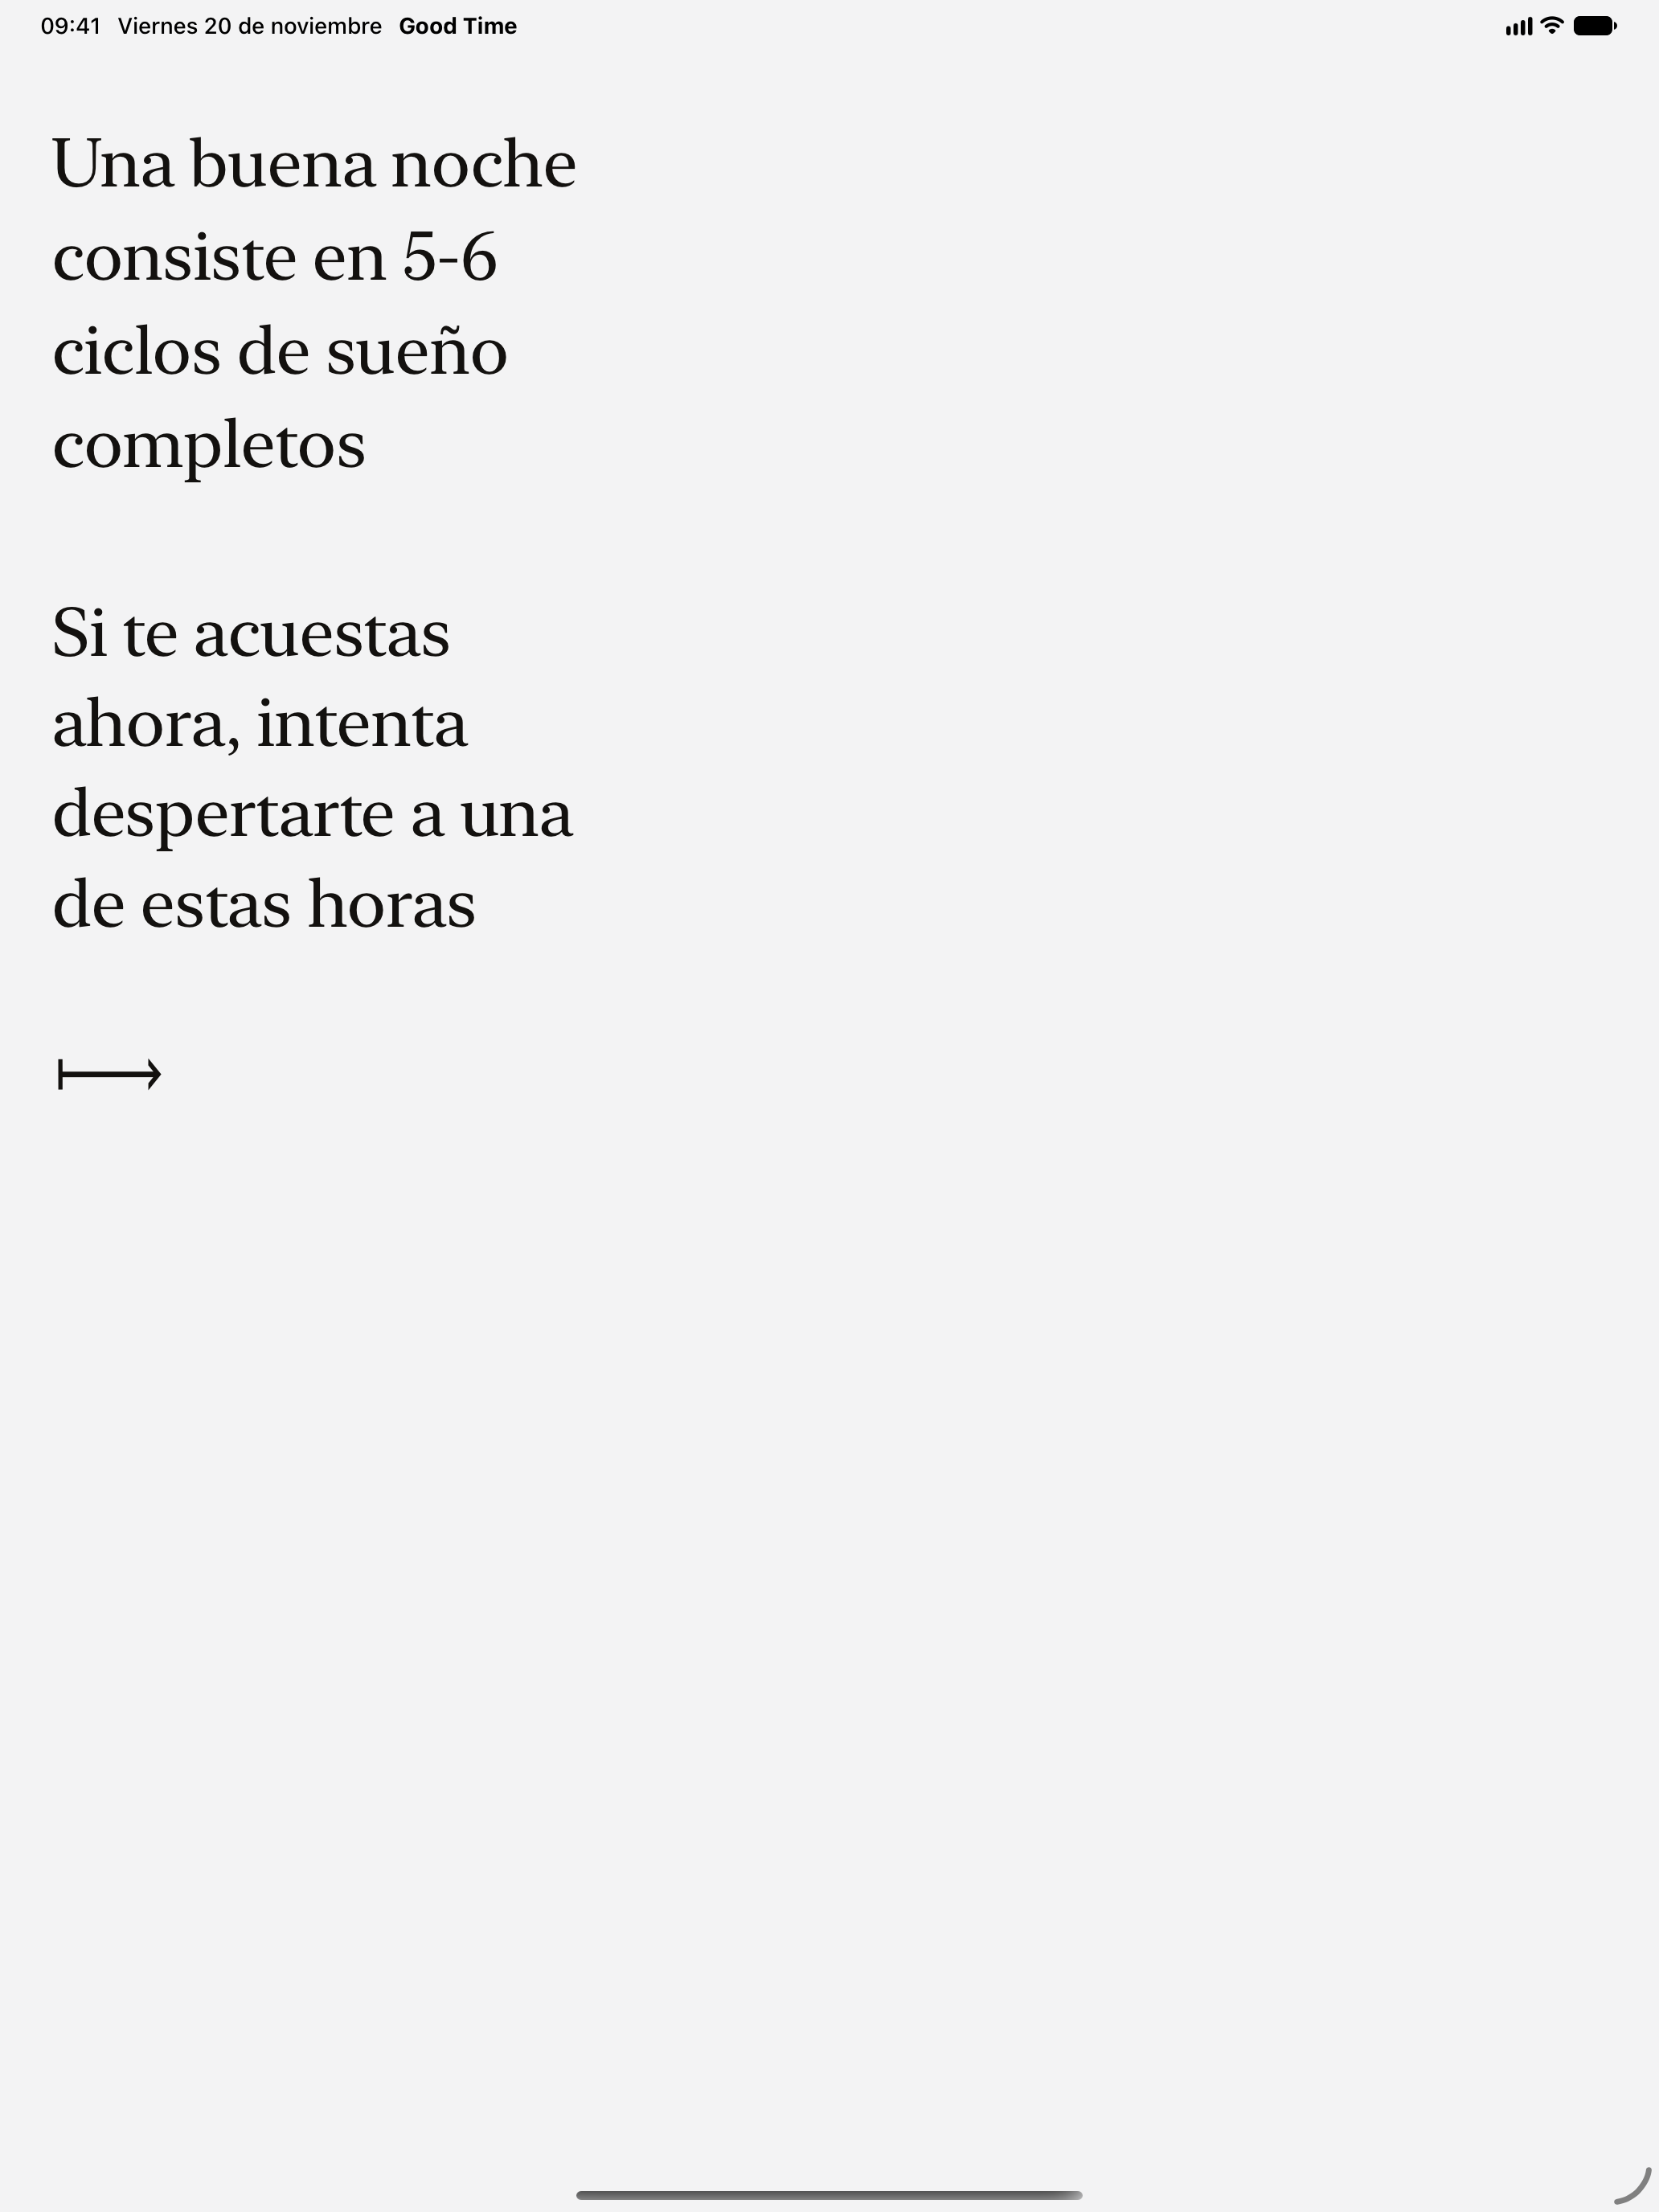 09:41 Viernes 20 de noviembre Good Time
Una buena noche
consiste en 5-6
ciclos de sueño
completos
Si te acuestas
ahora, intenta
despertarte a una
de estas horas